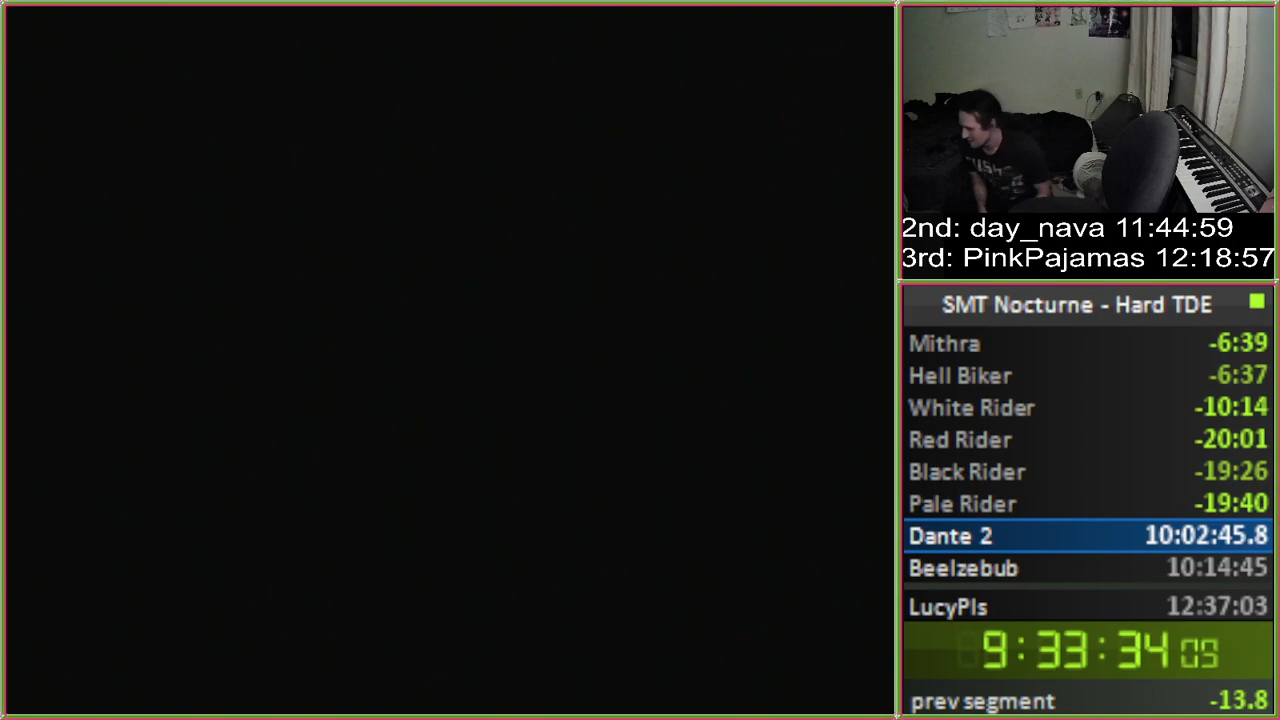 2nd: day_nava 11:44:59
3rd: PinkPajamas 12:18:57
SMT Nocturne - Hard TDE
Mithra -6:39
Hell Biker -6:37
White Rider -10:14
Red Rider -20:01
Black Rider -19:26
Pale Rider -19:40
Dante 2 10:02:45.8
Beelzebub 10:14:45
LucyPls 12:37:03
9:33:34 05
prev segment -13.8